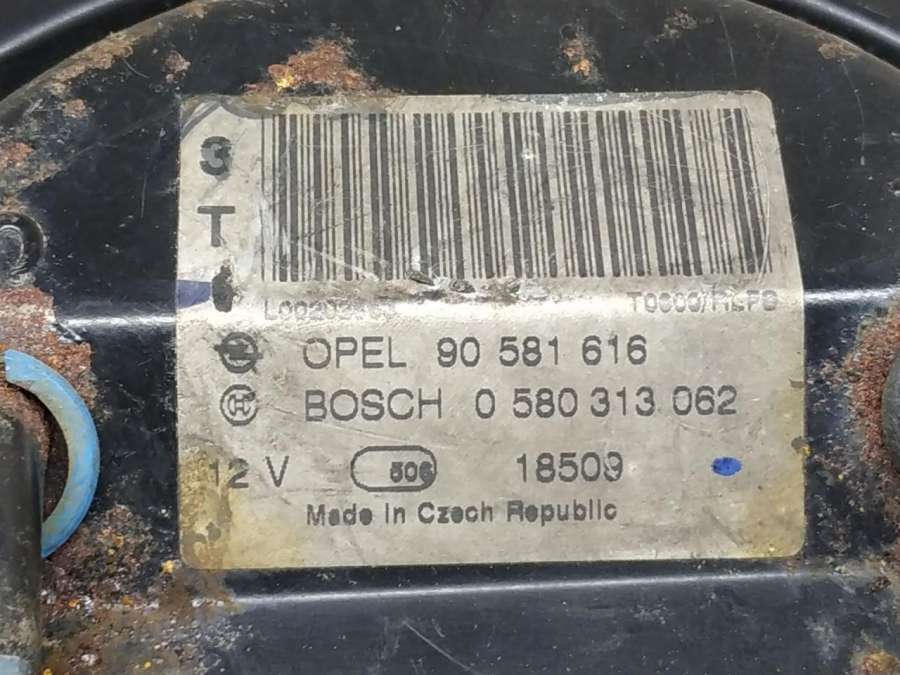 3
T
OPEL 90 581 616
BOSCH 0 580 313 062
12 V 506 18509
Made in Czech Republic